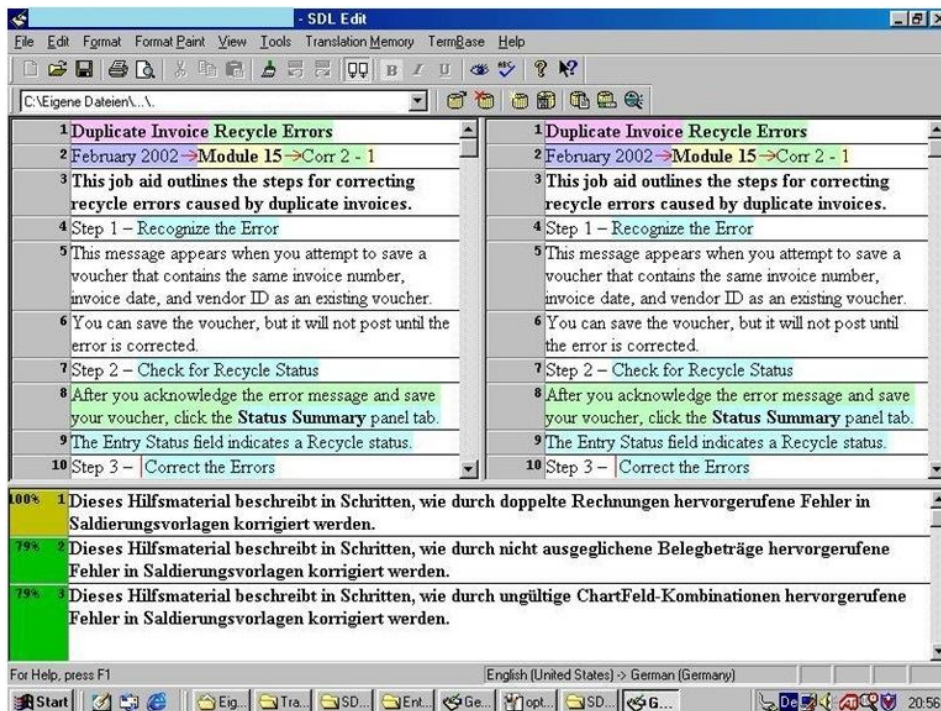 - SDL Edit
File Edit Format Format Paint View Tools Translation Memory TermBase Help
B I U ABC ? ?
C:\Eigene Dateien\...\.
1 Duplicate Invoice Recycle Errors
2 February 2002→Module 15→Corr 2 - 1
3 This job aid outlines the steps for correcting
recycle errors caused by duplicate invoices.
4 Step 1 – Recognize the Error
5 This message appears when you attempt to save a
voucher that contains the same invoice number,
invoice date, and vendor ID as an existing voucher.
6 You can save the voucher, but it will not post until the
error is corrected.
7 Step 2 – Check for Recycle Status
8 After you acknowledge the error message and save
your voucher, click the Status Summary panel tab.
9 The Entry Status field indicates a Recycle status.
10 Step 3 – Correct the Errors
1 Duplicate Invoice Recycle Errors
2 February 2002→Module 15→Corr 2 - 1
3 This job aid outlines the steps for correcting
recycle errors caused by duplicate invoices.
4 Step 1 – Recognize the Error
5 This message appears when you attempt to save a
voucher that contains the same invoice number,
invoice date, and vendor ID as an existing voucher.
6 You can save the voucher, but it will not post until
the error is corrected.
7 Step 2 – Check for Recycle Status
8 After you acknowledge the error message and save
your voucher, click the Status Summary panel tab.
9 The Entry Status field indicates a Recycle status.
10 Step 3 – Correct the Errors
100% 1 Dieses Hilfsmaterial beschreibt in Schritten, wie durch doppelte Rechnungen hervorgerufene Fehler in
Saldierungsvorlagen korrigiert werden.
79% 2 Dieses Hilfsmaterial beschreibt in Schritten, wie durch nicht ausgeglichene Belegbeträge hervorgerufene
Fehler in Saldierungsvorlagen korrigiert werden.
79% 3 Dieses Hilfsmaterial beschreibt in Schritten, wie durch ungültige ChartFeld-Kombinationen hervorgerufene
Fehler in Saldierungsvorlagen korrigiert werden.
For Help, press F1 English (United States) -> German (Germany)
Start Eig... Tra... SD... Ent... Ge... opt... SD... G... De 20:56